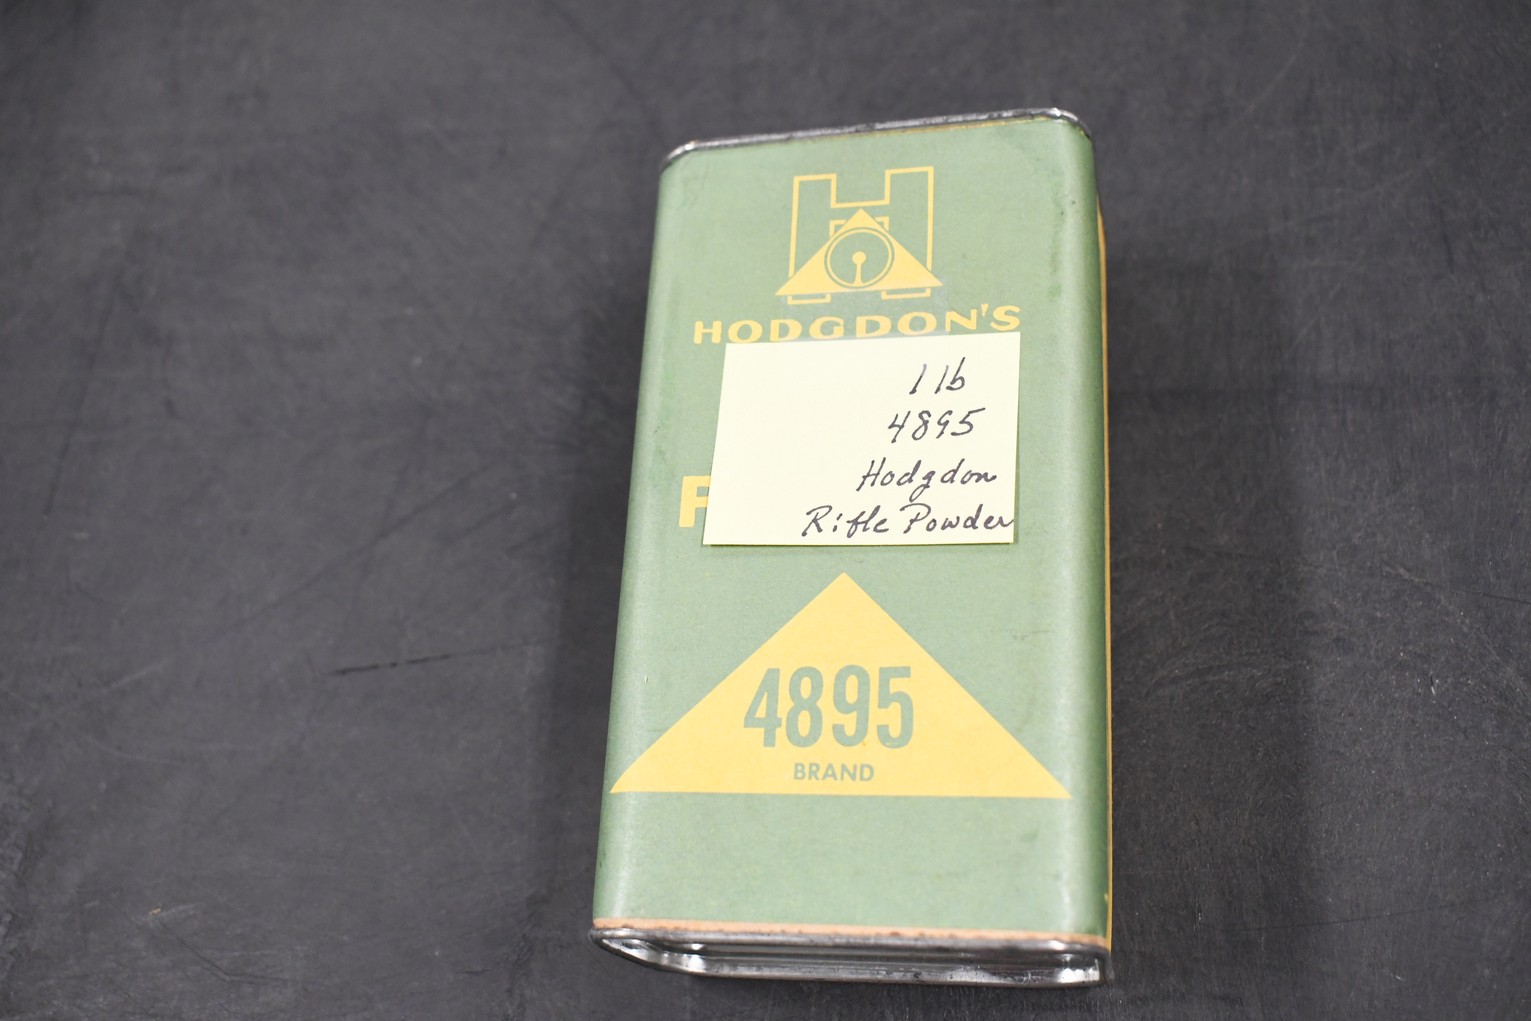 H
HODGDON'S
1 lb
4895
Hodgdon
Rifle Powder
4895
BRAND